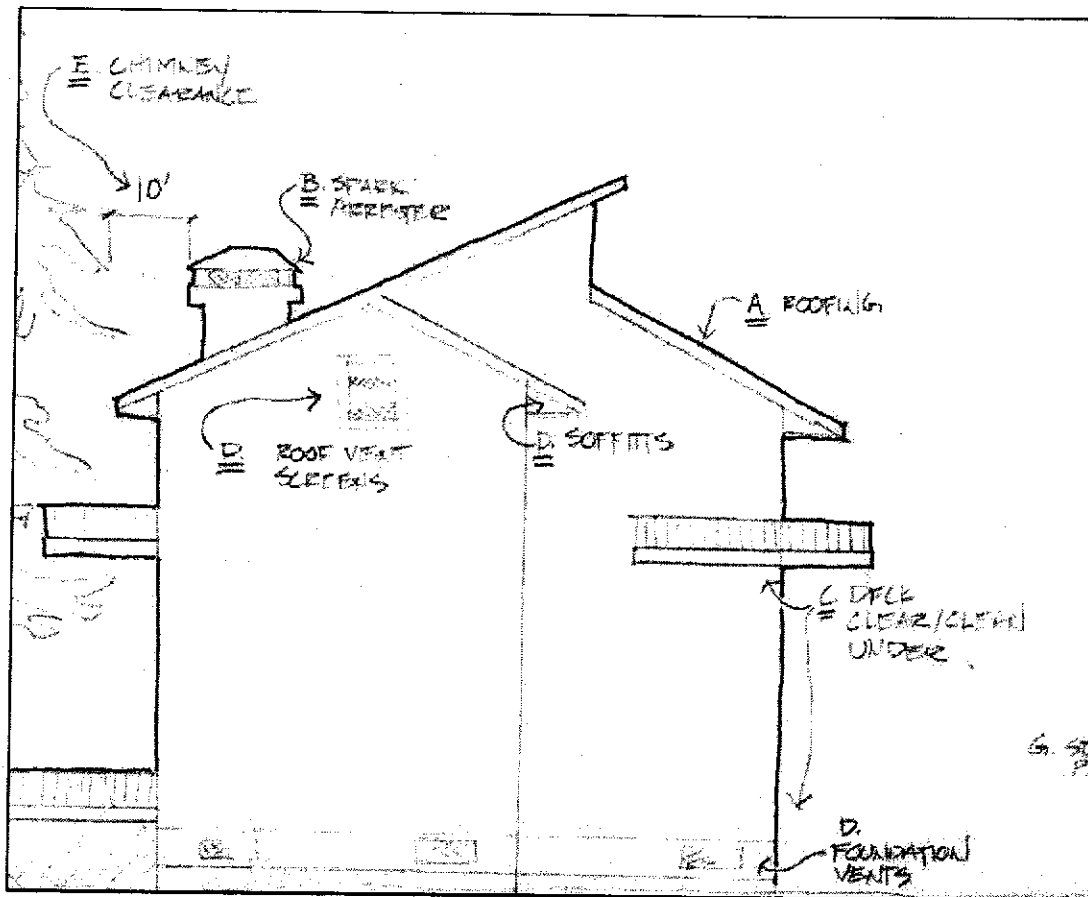 E. CHIMNEY
CLEARANCE
10'
B. SPARK
ARRESTER
A ROOFING
D. ROOF VENT
SCREENS
D. SOFFITS
C DECK
CLEAR/CLEAN
UNDER
G.
D.
FOUNDATION
VENTS